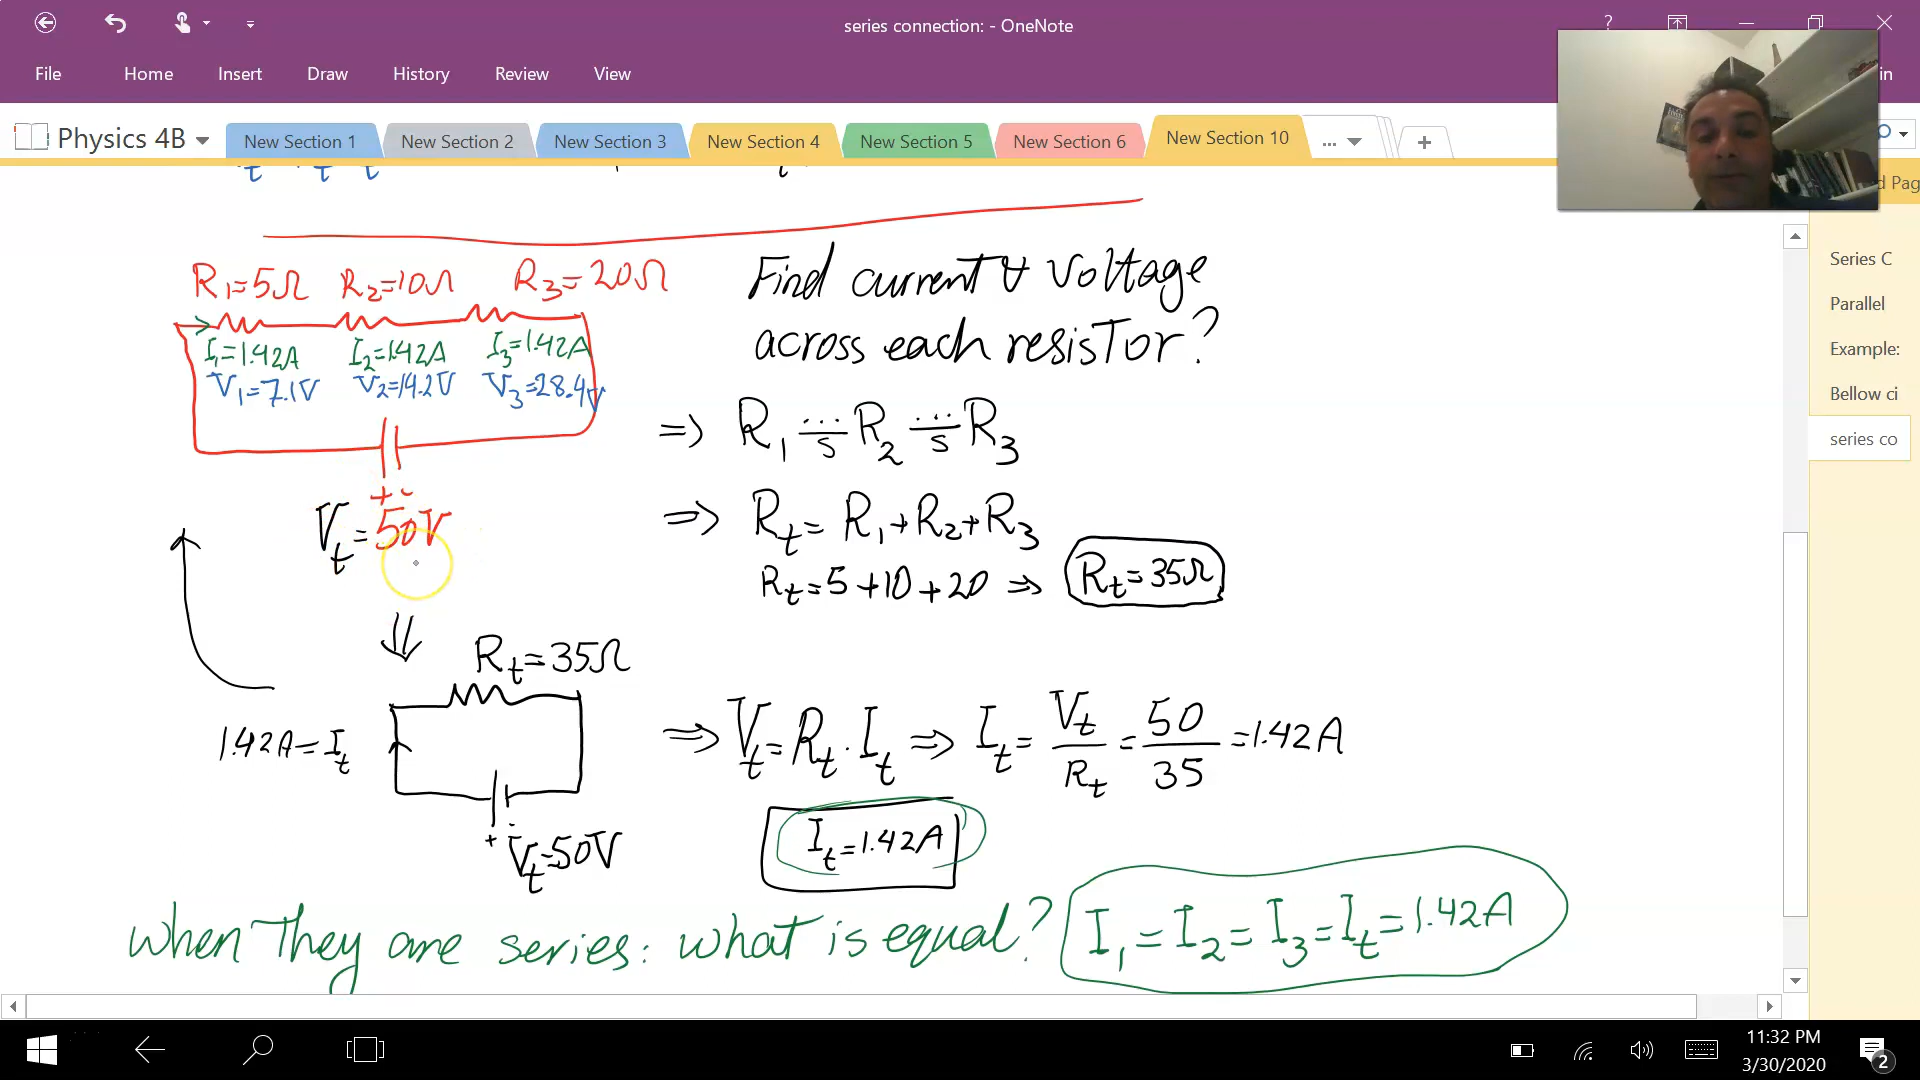 series connection: - OneNote
File Home Insert Draw History Review View
Physics 4B New Section 1 New Section 2 New Section 3 New Section 4 New Section 5 New Section 6 New Section 10 ...
R1=5Ω R2=10Ω R3=20Ω
I1=1.42A I2=1.42A I3=1.42A
V1=7.1V V2=14.2V V3=28.4V
+ -
Vt=50V
Find current & Voltage
across each resisTor?
=> R1 ...s R2 ...s R3
=> Rt=R1+R2+R3
Rt=5+10+20 => Rt=35Ω
⇓
Rt=35Ω
1.42A=It
+ -
Vt=50V
=> Vt=Rt.It => It=Vt/Rt=50/35=1.42A
It=1.42A
when They are series: what is equal? I1=I2=I3=It=1.42A
Series C
Parallel
Example:
Bellow ci
series co
11:32 PM
3/30/2020
2